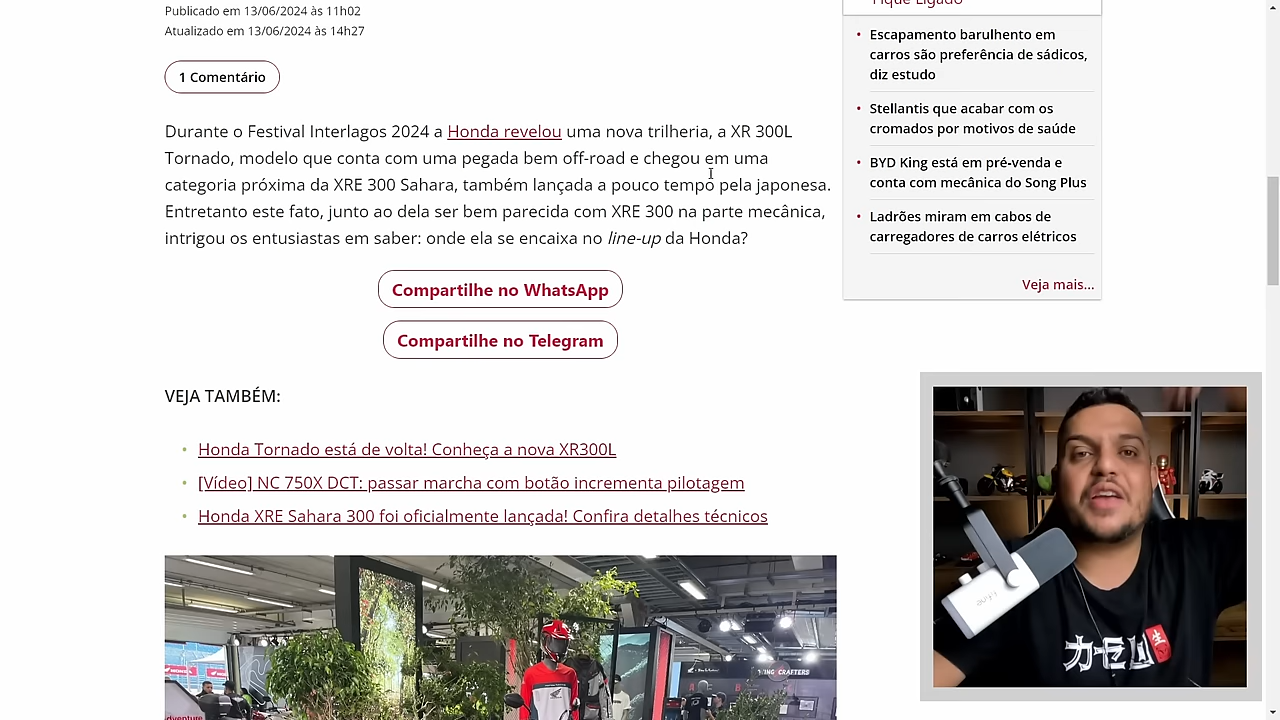 Publicado em 13/06/2024 às 11h02
Atualizado em 13/06/2024 às 14h27
1 Comentário
Durante o Festival Interlagos 2024 a Honda revelou uma nova trilheria, a XR 300L
Tornado, modelo que conta com uma pegada bem off-road e chegou em uma
categoria próxima da XRE 300 Sahara, também lançada a pouco tempo pela japonesa.
Entretanto este fato, junto ao dela ser bem parecida com XRE 300 na parte mecânica,
intrigou os entusiastas em saber: onde ela se encaixa no line-up da Honda?
Compartilhe no WhatsApp
Compartilhe no Telegram
VEJA TAMBÉM:
Honda Tornado está de volta! Conheça a nova XR300L
[Vídeo] NC 750X DCT: passar marcha com botão incrementa pilotagem
Honda XRE Sahara 300 foi oficialmente lançada! Confira detalhes técnicos
Fique Ligado
Escapamento barulhento em
carros são preferência de sádicos,
diz estudo
Stellantis que acabar com os
cromados por motivos de saúde
BYD King está em pré-venda e
conta com mecânica do Song Plus
Ladrões miram em cabos de
carregadores de carros elétricos
Veja mais...
WING CRAFTERS
adventure